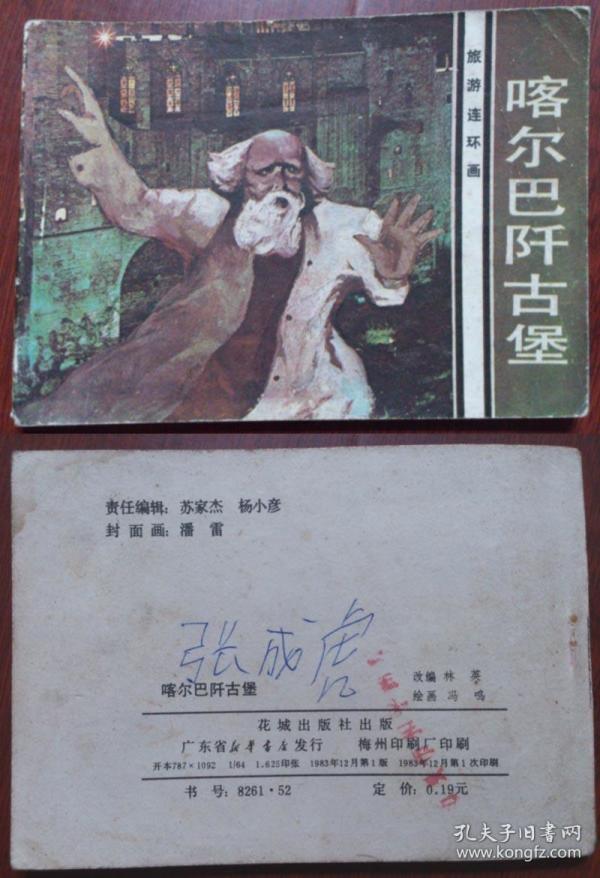 旅游连环画
喀尔巴阡古堡
责任编辑：苏家杰 杨小彦
封面画：潘雷
张成虎
喀尔巴阡古堡
改编 林英
绘画 冯鸣
花城出版社出版
广东省新华书店发行 梅州印刷厂印刷
开本787×1092 1/64 1.625印张 1983年12月第1版 1983年12月第1次印刷
书号：8261·52 定价：0.19元
孔夫子旧书网
www.kongfz.com